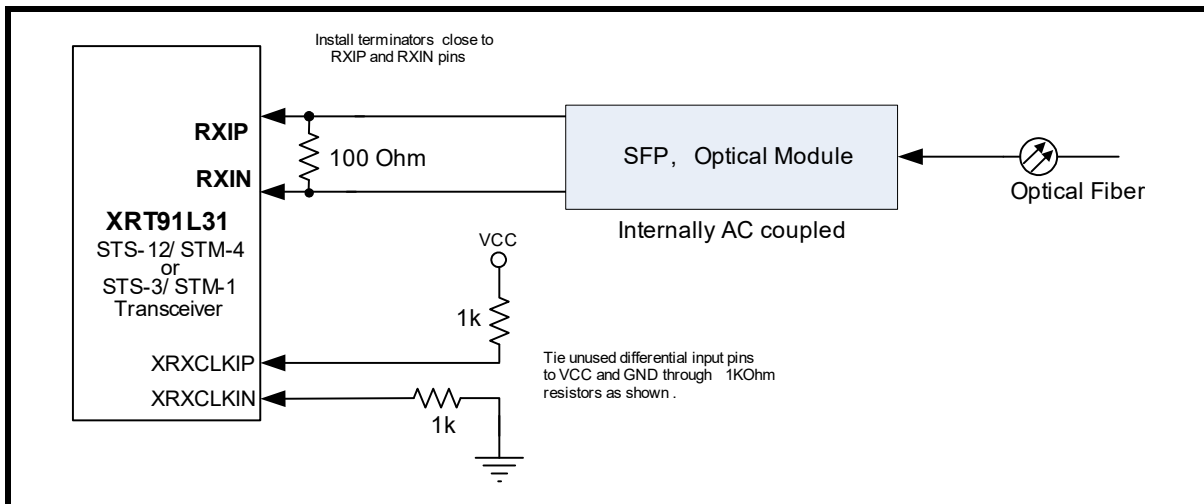 Install terminators close to
RXIP and RXIN pins
RXIP
100 Ohm
RXIN
SFP, Optical Module
Internally AC coupled
Optical Fiber
XRT91L31
STS-12/ STM-4
or
STS-3/ STM-1
Transceiver
VCC
1k
XRXCLKIP
XRXCLKIN
1k
Tie unused differential input pins
to VCC and GND through 1KOhm
resistors as shown .